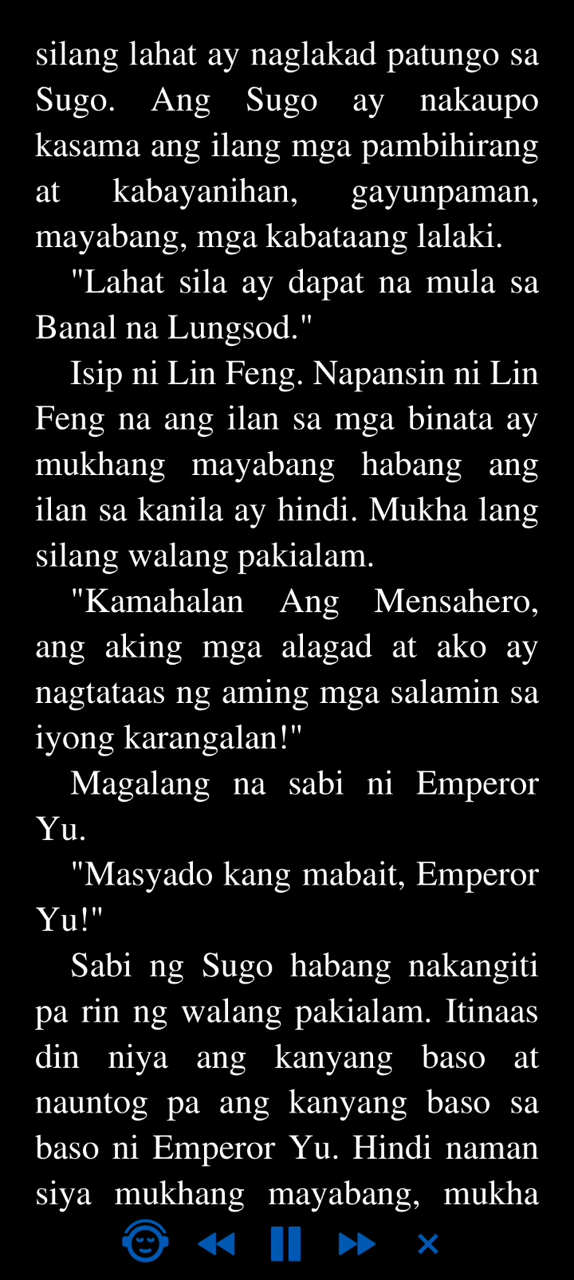 silang lahat ay naglakad patungo sa
Sugo. Ang Sugo ay nakaupo
kasama ang ilang mga pambihirang
at kabayanihan, gayunpaman,
mayabang, mga kabataang lalaki.
"Lahat sila ay dapat na mula sa
Banal na Lungsod."
Isip ni Lin Feng. Napansin ni Lin
Feng na ang ilan sa mga binata ay
mukhang mayabang habang ang
ilan sa kanila ay hindi. Mukha lang
silang walang pakialam.
"Kamahalan Ang Mensahero,
ang aking mga alagad at ako ay
nagtataas ng aming mga salamin sa
iyong karangalan!"
Magalang na sabi ni Emperor
Yu.
"Masyado kang mabait, Emperor
Yu!"
Sabi ng Sugo habang nakangiti
pa rin ng walang pakialam. Itinaas
din niya ang kanyang baso at
nauntog pa ang kanyang baso sa
baso ni Emperor Yu. Hindi naman
siya mukhang mayabang, mukha